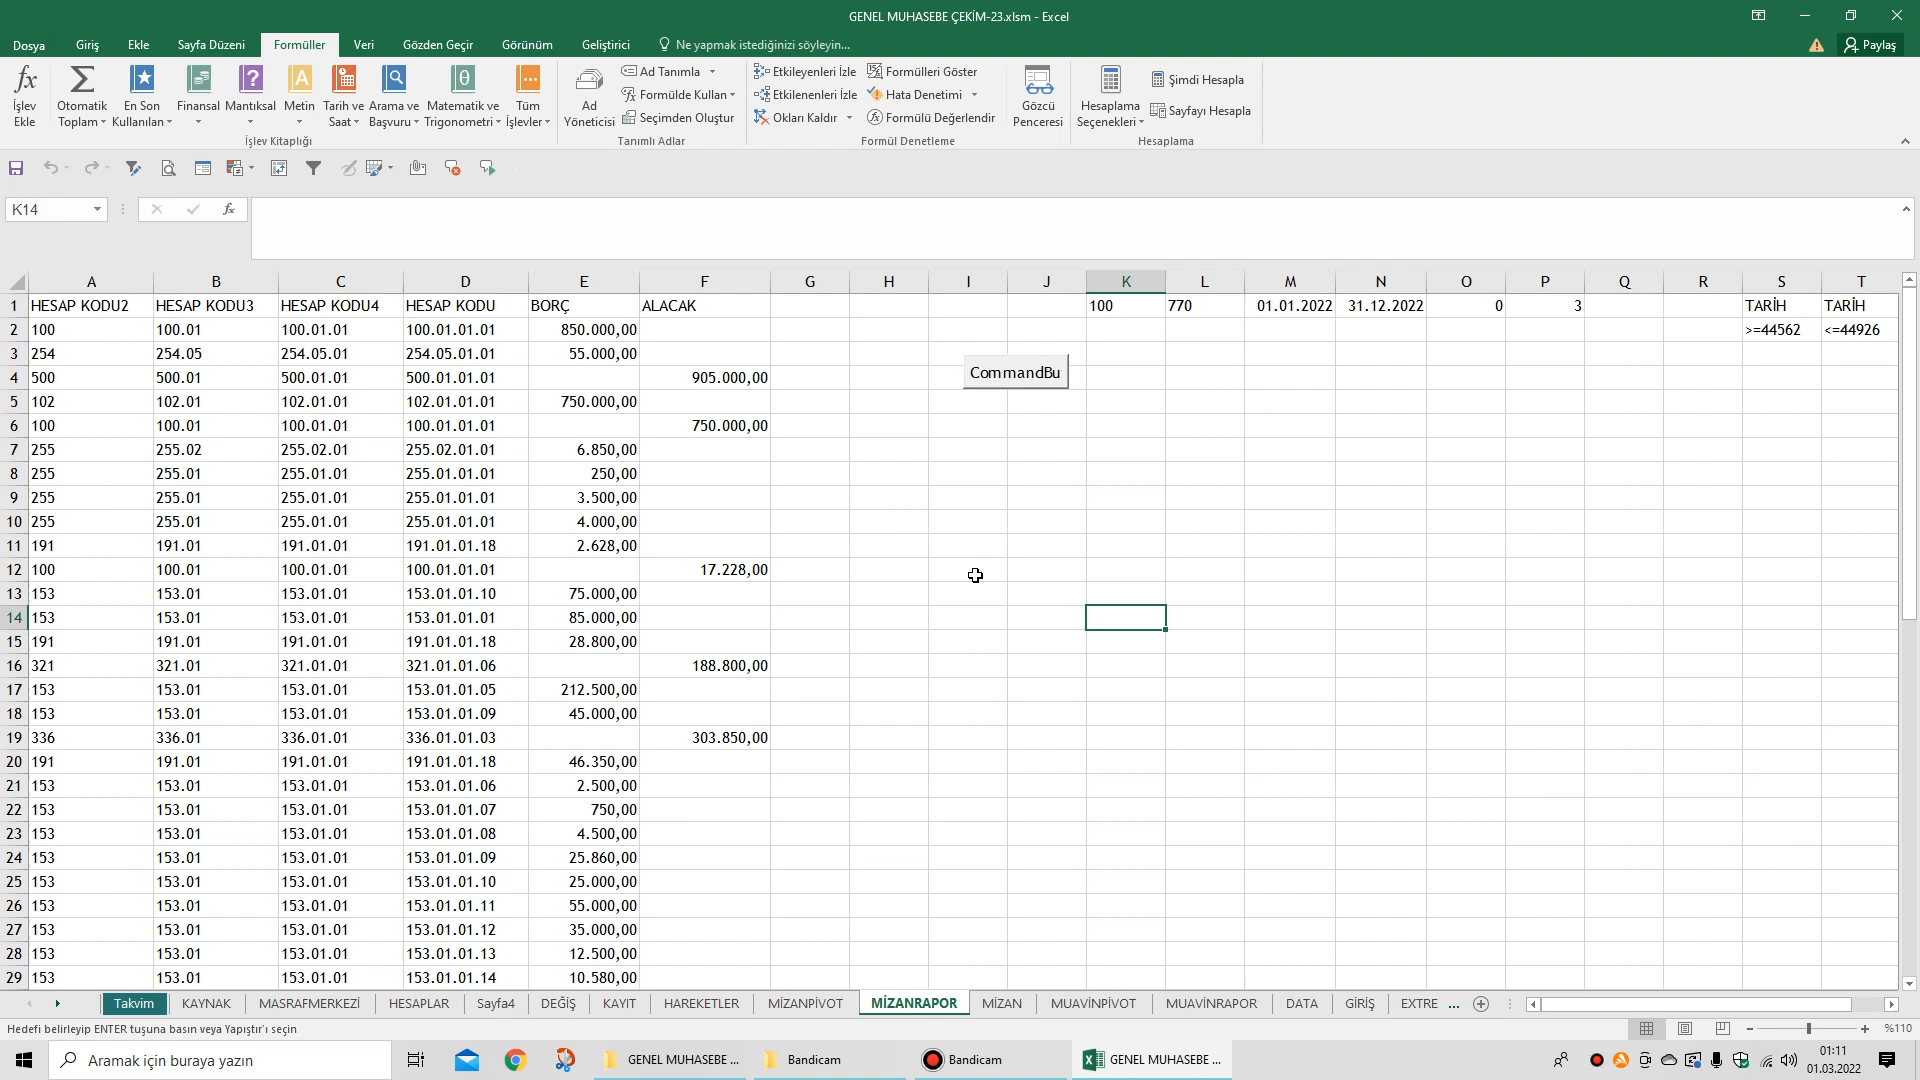 GENEL MUHASEBE ÇEKİM-23.xlsm - Excel
Dosya Giriş Ekle Sayfa Düzeni Formüller Veri Gözden Geçir Görünüm Geliştirici Ne yapmak istediğinizi söyleyin... Paylaş
İşlev Ekle
Otomatik Toplam
En Son Kullanılan
Finansal
Mantıksal
Metin
Tarih ve Saat
Arama ve Başvuru
Matematik ve Trigonometri
Tüm İşlevler
İşlev Kitaplığı
Ad Yöneticisi
Ad Tanımla
Formülde Kullan
Seçimden Oluştur
Tanımlı Adlar
Etkileyenleri İzle
Etkilenenleri İzle
Okları Kaldır
Formülleri Göster
Hata Denetimi
Formülü Değerlendir
Formül Denetleme
Gözcü Penceresi
Hesaplama Seçenekleri
Şimdi Hesapla
Sayfayı Hesapla
Hesaplama
K14
A B C D E F G H I J K L M N O P Q R S T
1 HESAP KODU2 HESAP KODU3 HESAP KODU4 HESAP KODU BORÇ ALACAK 100 770 01.01.2022 31.12.2022 0 3 TARİH TARİH
2 100 100.01 100.01.01 100.01.01.01 850.000,00 >=44562 <=44926
3 254 254.05 254.05.01 254.05.01.01 55.000,00
CommandBu
4 500 500.01 500.01.01 500.01.01.01 905.000,00
5 102 102.01 102.01.01 102.01.01.01 750.000,00
6 100 100.01 100.01.01 100.01.01.01 750.000,00
7 255 255.02 255.02.01 255.02.01.01 6.850,00
8 255 255.01 255.01.01 255.01.01.01 250,00
9 255 255.01 255.01.01 255.01.01.01 3.500,00
10 255 255.01 255.01.01 255.01.01.01 4.000,00
11 191 191.01 191.01.01 191.01.01.18 2.628,00
12 100 100.01 100.01.01 100.01.01.01 17.228,00
13 153 153.01 153.01.01 153.01.01.10 75.000,00
14 153 153.01 153.01.01 153.01.01.01 85.000,00
15 191 191.01 191.01.01 191.01.01.18 28.800,00
16 321 321.01 321.01.01 321.01.01.06 188.800,00
17 153 153.01 153.01.01 153.01.01.05 212.500,00
18 153 153.01 153.01.01 153.01.01.09 45.000,00
19 336 336.01 336.01.01 336.01.01.03 303.850,00
20 191 191.01 191.01.01 191.01.01.18 46.350,00
21 153 153.01 153.01.01 153.01.01.06 2.500,00
22 153 153.01 153.01.01 153.01.01.07 750,00
23 153 153.01 153.01.01 153.01.01.08 4.500,00
24 153 153.01 153.01.01 153.01.01.09 25.860,00
25 153 153.01 153.01.01 153.01.01.10 25.000,00
26 153 153.01 153.01.01 153.01.01.11 55.000,00
27 153 153.01 153.01.01 153.01.01.12 35.000,00
28 153 153.01 153.01.01 153.01.01.13 12.500,00
29 153 153.01 153.01.01 153.01.01.14 10.580,00
Takvim KAYNAK MASRAFMERKEZİ HESAPLAR Sayfa4 DEĞİŞ KAYIT HAREKETLER MİZANPİVOT MİZANRAPOR MİZAN MUAVİNPİVOT MUAVİNRAPOR DATA GİRİŞ EXTRE ...
Hedefi belirleyip ENTER tuşuna basın veya Yapıştır'ı seçin %110
Aramak için buraya yazın GENEL MUHASEBE ... Bandicam Bandicam GENEL MUHASEBE ... 01:11
01.03.2022